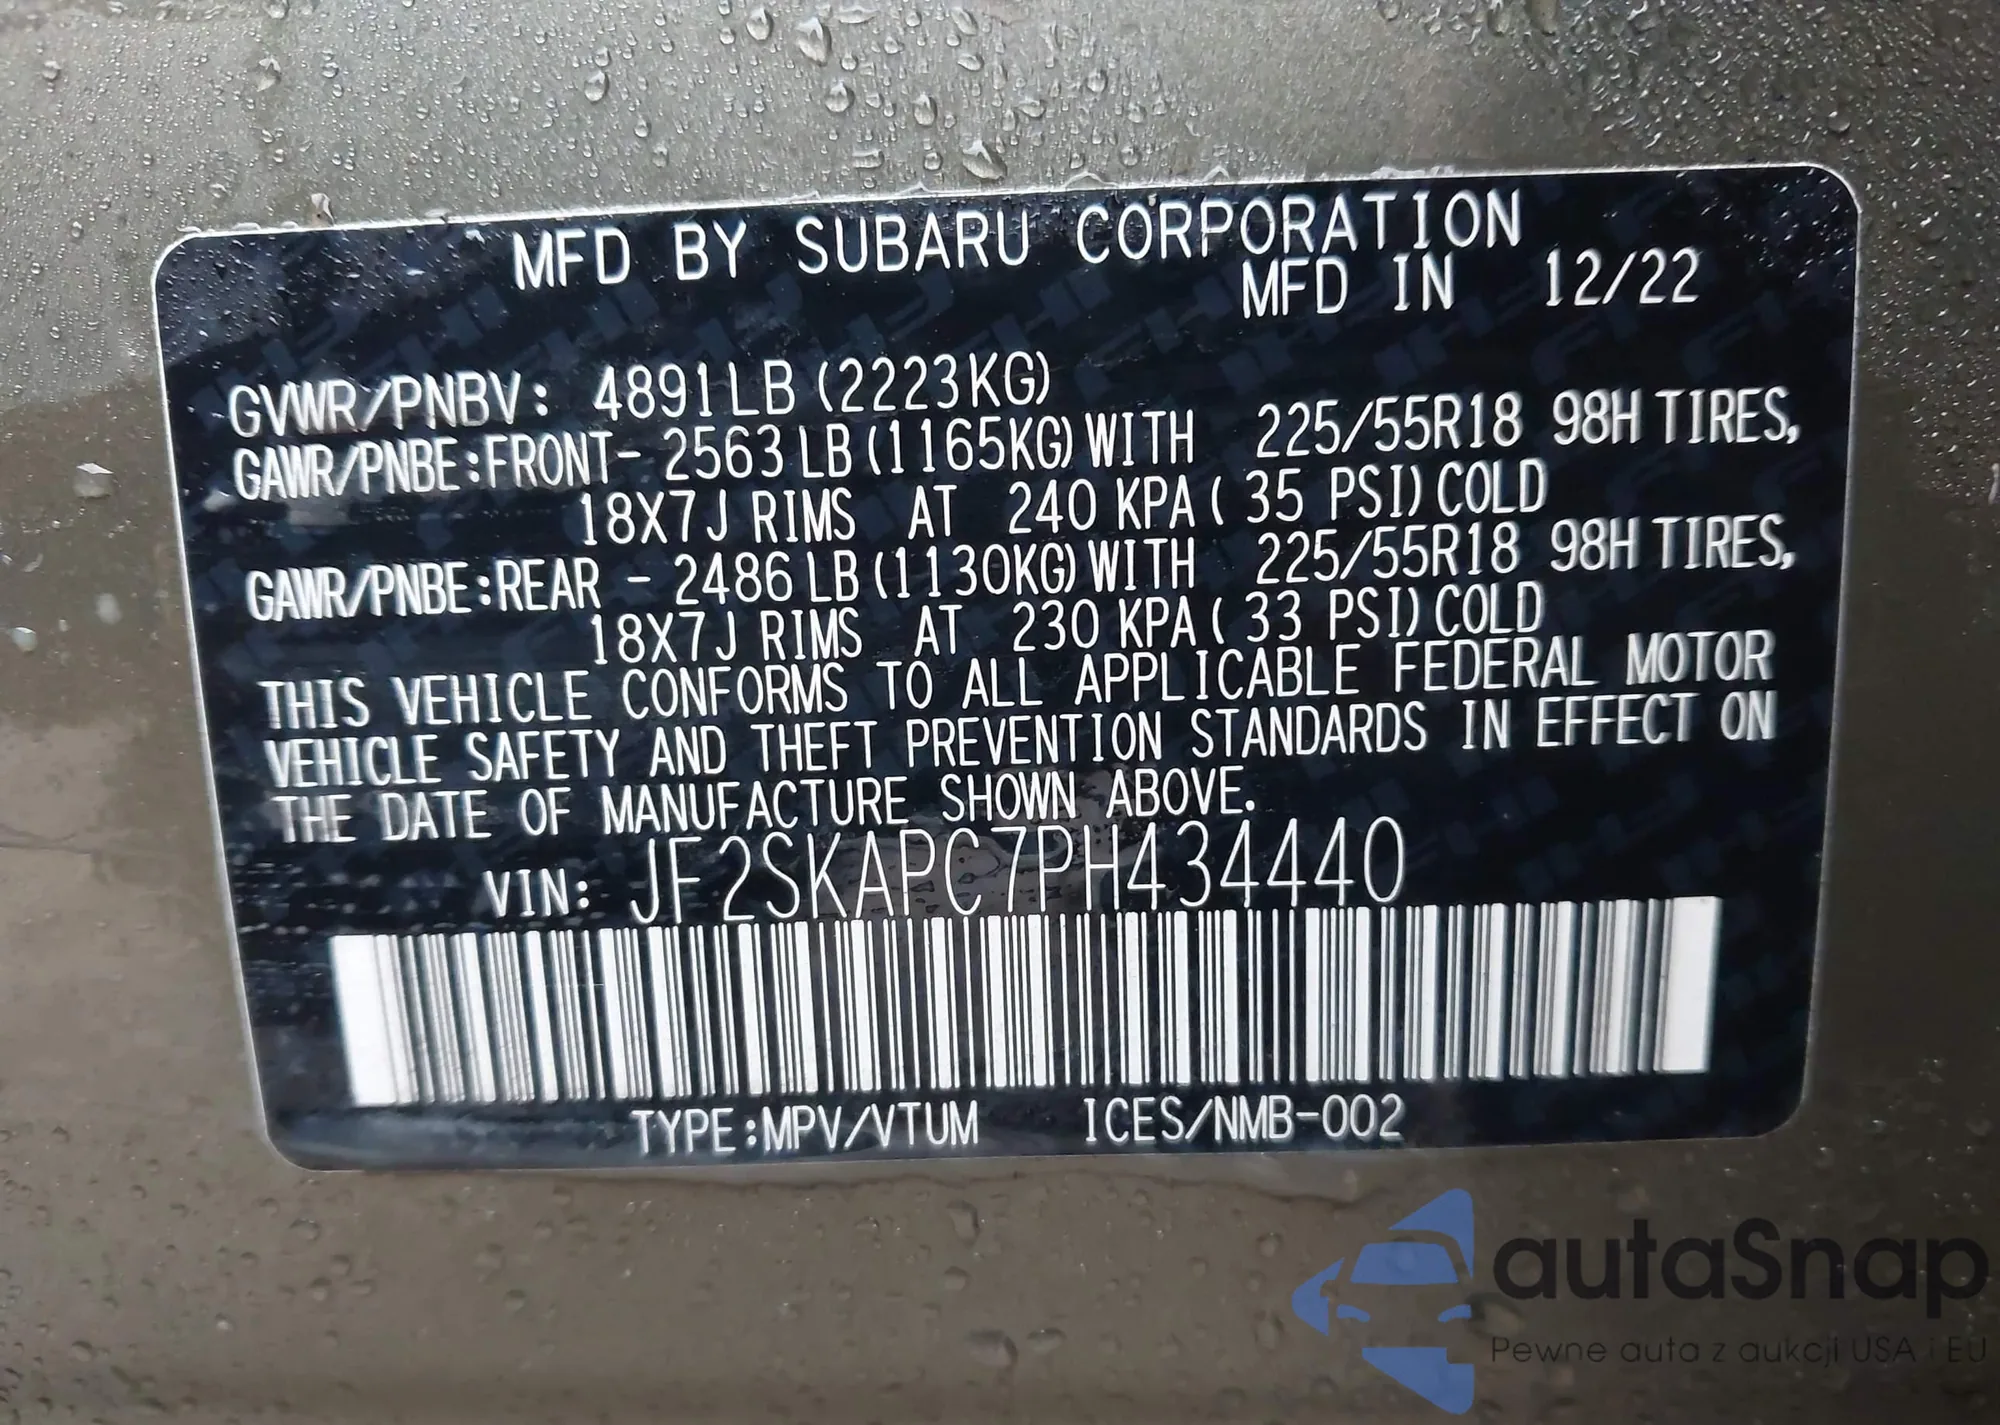 MFD BY SUBARU CORPORATION
MFD IN 12/22
GVWR/PNBV: 4891LB (2223KG)
GAWR/PNBE:FRONT- 2563LB (1165KG) WITH 225/55R18 98H TIRES,
18X7J RIMS AT 240 KPA ( 35 PSI) COLD
GAWR/PNBE:REAR - 2486LB (1130KG) WITH 225/55R18 98H TIRES,
18X7J RIMS AT 230 KPA ( 33 PSI) COLD
THIS VEHICLE CONFORMS TO ALL APPLICABLE FEDERAL MOTOR
VEHICLE SAFETY AND THEFT PREVENTION STANDARDS IN EFFECT ON
THE DATE OF MANUFACTURE SHOWN ABOVE.
VIN: JF2SKAPC7PH434440
TYPE:MPV/VTUM ICES/NMB-002
autaSnap
Pewne auta z aukcji USA i EU